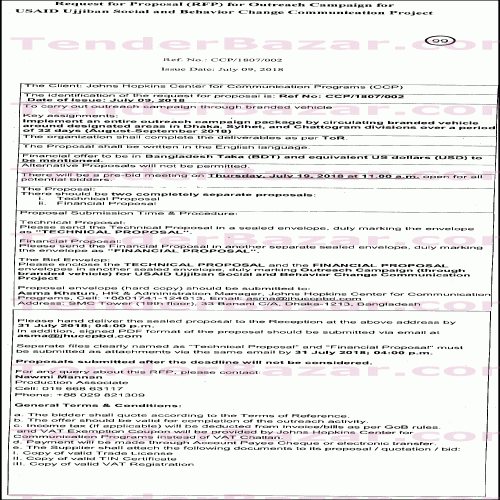 Request for Proposal (RFP) for Outreach Campaign for
USAID Ujjiban Social and Behavior Change Communication Project
TenderBazar.com
99
Ref. No.: CCP/1807/002
Issue Date: July 09, 2018
The Client: Johns Hopkins Center for Communication Programs (CCP)
The identification of the request for proposal is: Ref No: CCP/1807/002
Date of issue: July 09, 2018
To carry out outreach campaign through branded vehicle
Key assignments:
Implement an entire outreach campaign package by circulating branded vehicle
around designated areas in Dhaka, Sylhet, and Chattogram divisions over a period
of 32 days (August-September 2018)
The organization shall complete the deliverables as per ToR.
The Proposal shall be written in the English language.
Financial offer to be in Bangladesh Taka (BDT) and equivalent US dollars (USD) to
be mentioned.
Alternative Proposals will not be permitted.
There will be a pre-bid meeting on Thursday, July 19, 2018 at 11:00 a.m. open for all
potential bidders.
The Proposal:
There should be two completely separate proposals:
i. Technical Proposal
ii. Financial Proposal
Proposal Submission Time & Procedure:
Technical Proposal:
Please send the Technical Proposal in a sealed envelope, duly marking the envelope
as "TECHNICAL PROPOSAL".
Financial Proposal:
Please send the Financial Proposal in another separate sealed envelope, duly marking
the envelope as "FINANCIAL PROPOSAL".
The Bid Envelop:
Please enclose the TECHNICAL PROPOSAL and the FINANCIAL PROPOSAL
envelopes in another sealed envelope, duly marking Outreach Campaign (through
Branded vehicle) for USAID Ujjiban Social and Behavior Change Communication
Project
Proposal envelope (hard copy) should be submitted to:
Asma Khatun, HR & Administration Manager, Johns Hopkins Center for Communication
Programs, Cell: Email: asma@jhuccpbd.com
Address: SMC Tower (19th floor), 33 Banani C/A, Dhaka-1213, Bangladesh
Please hand deliver the sealed proposal to the Reception at the above address by
31 July 2018; 04:00 p.m.
In addition, signed PDF format of the proposal should be submitted via email at
asma@jhuccpbd.com
Separate files clearly named as "Technical Proposal" and "Financial Proposal" must
be submitted as attachments via the same email by 31 July 2018; 04:00 p.m.
Proposals submitted after the deadline will not be considered.
For any query about this RFP, please contact
Nawmi Mannan
Production Associate
Cell: 016 668 63117
Phone: +88 029 821309
General Terms & Conditions:
a. The bidder shall quote according to the Terms of Reference.
b. The offer should be valid for completion of the outreach activity.
c. Income tax (if applicable) will be deducted from invoice/bills as per GoB rules.
and VAT Exemption Coupon will be provided by Johns Hopkins Center for
Communication Programs instead of VAT Challan.
d. Payment will be made through Account Payee Cheque or electronic transfer.
e. The Supplier shall attach the following documents to its proposal / quotation / bid:
I. Copy of valid Trade License
II. Copy of valid TIN Certificate
III. Copy of valid VAT Registration